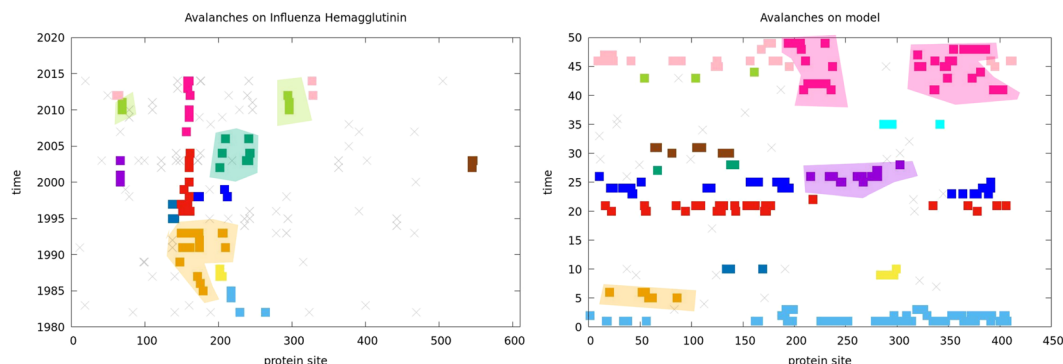 Avalanches on Influenza Hemagglutinin
2020
2015
2010
2005
2000
1995
1990
1985
1980
time
0 100 200 300 400 500 600
protein site
Avalanches on model
50
45
40
35
30
25
20
15
10
5
0
time
0 50 100 150 200 250 300 350 400 450
protein site